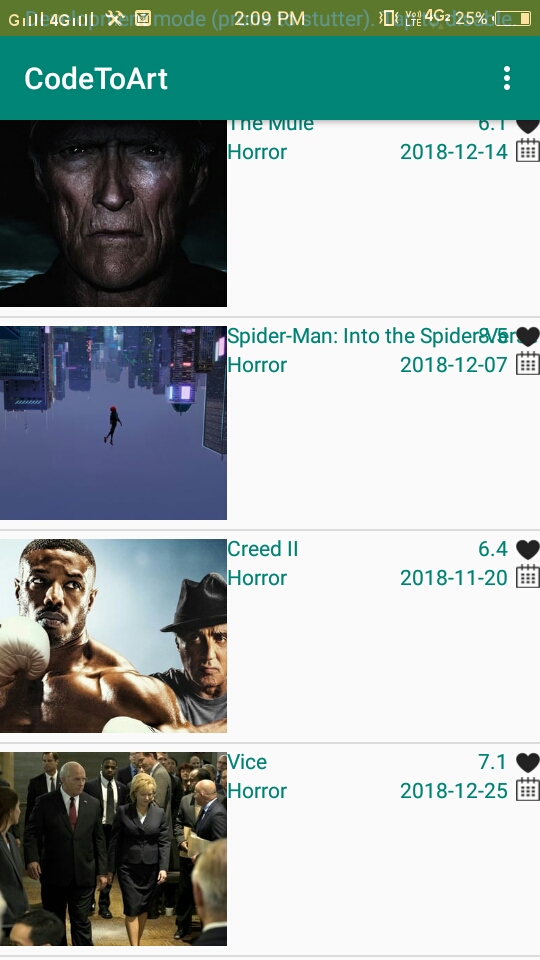 2:09 PM
4G 25%
CodeToArt
The Mule 6.1
Horror 2018-12-14
Spider-Man: Into the Spider-Vers 8.5
Horror 2018-12-07
Creed II 6.4
Horror 2018-11-20
Vice 7.1
Horror 2018-12-25